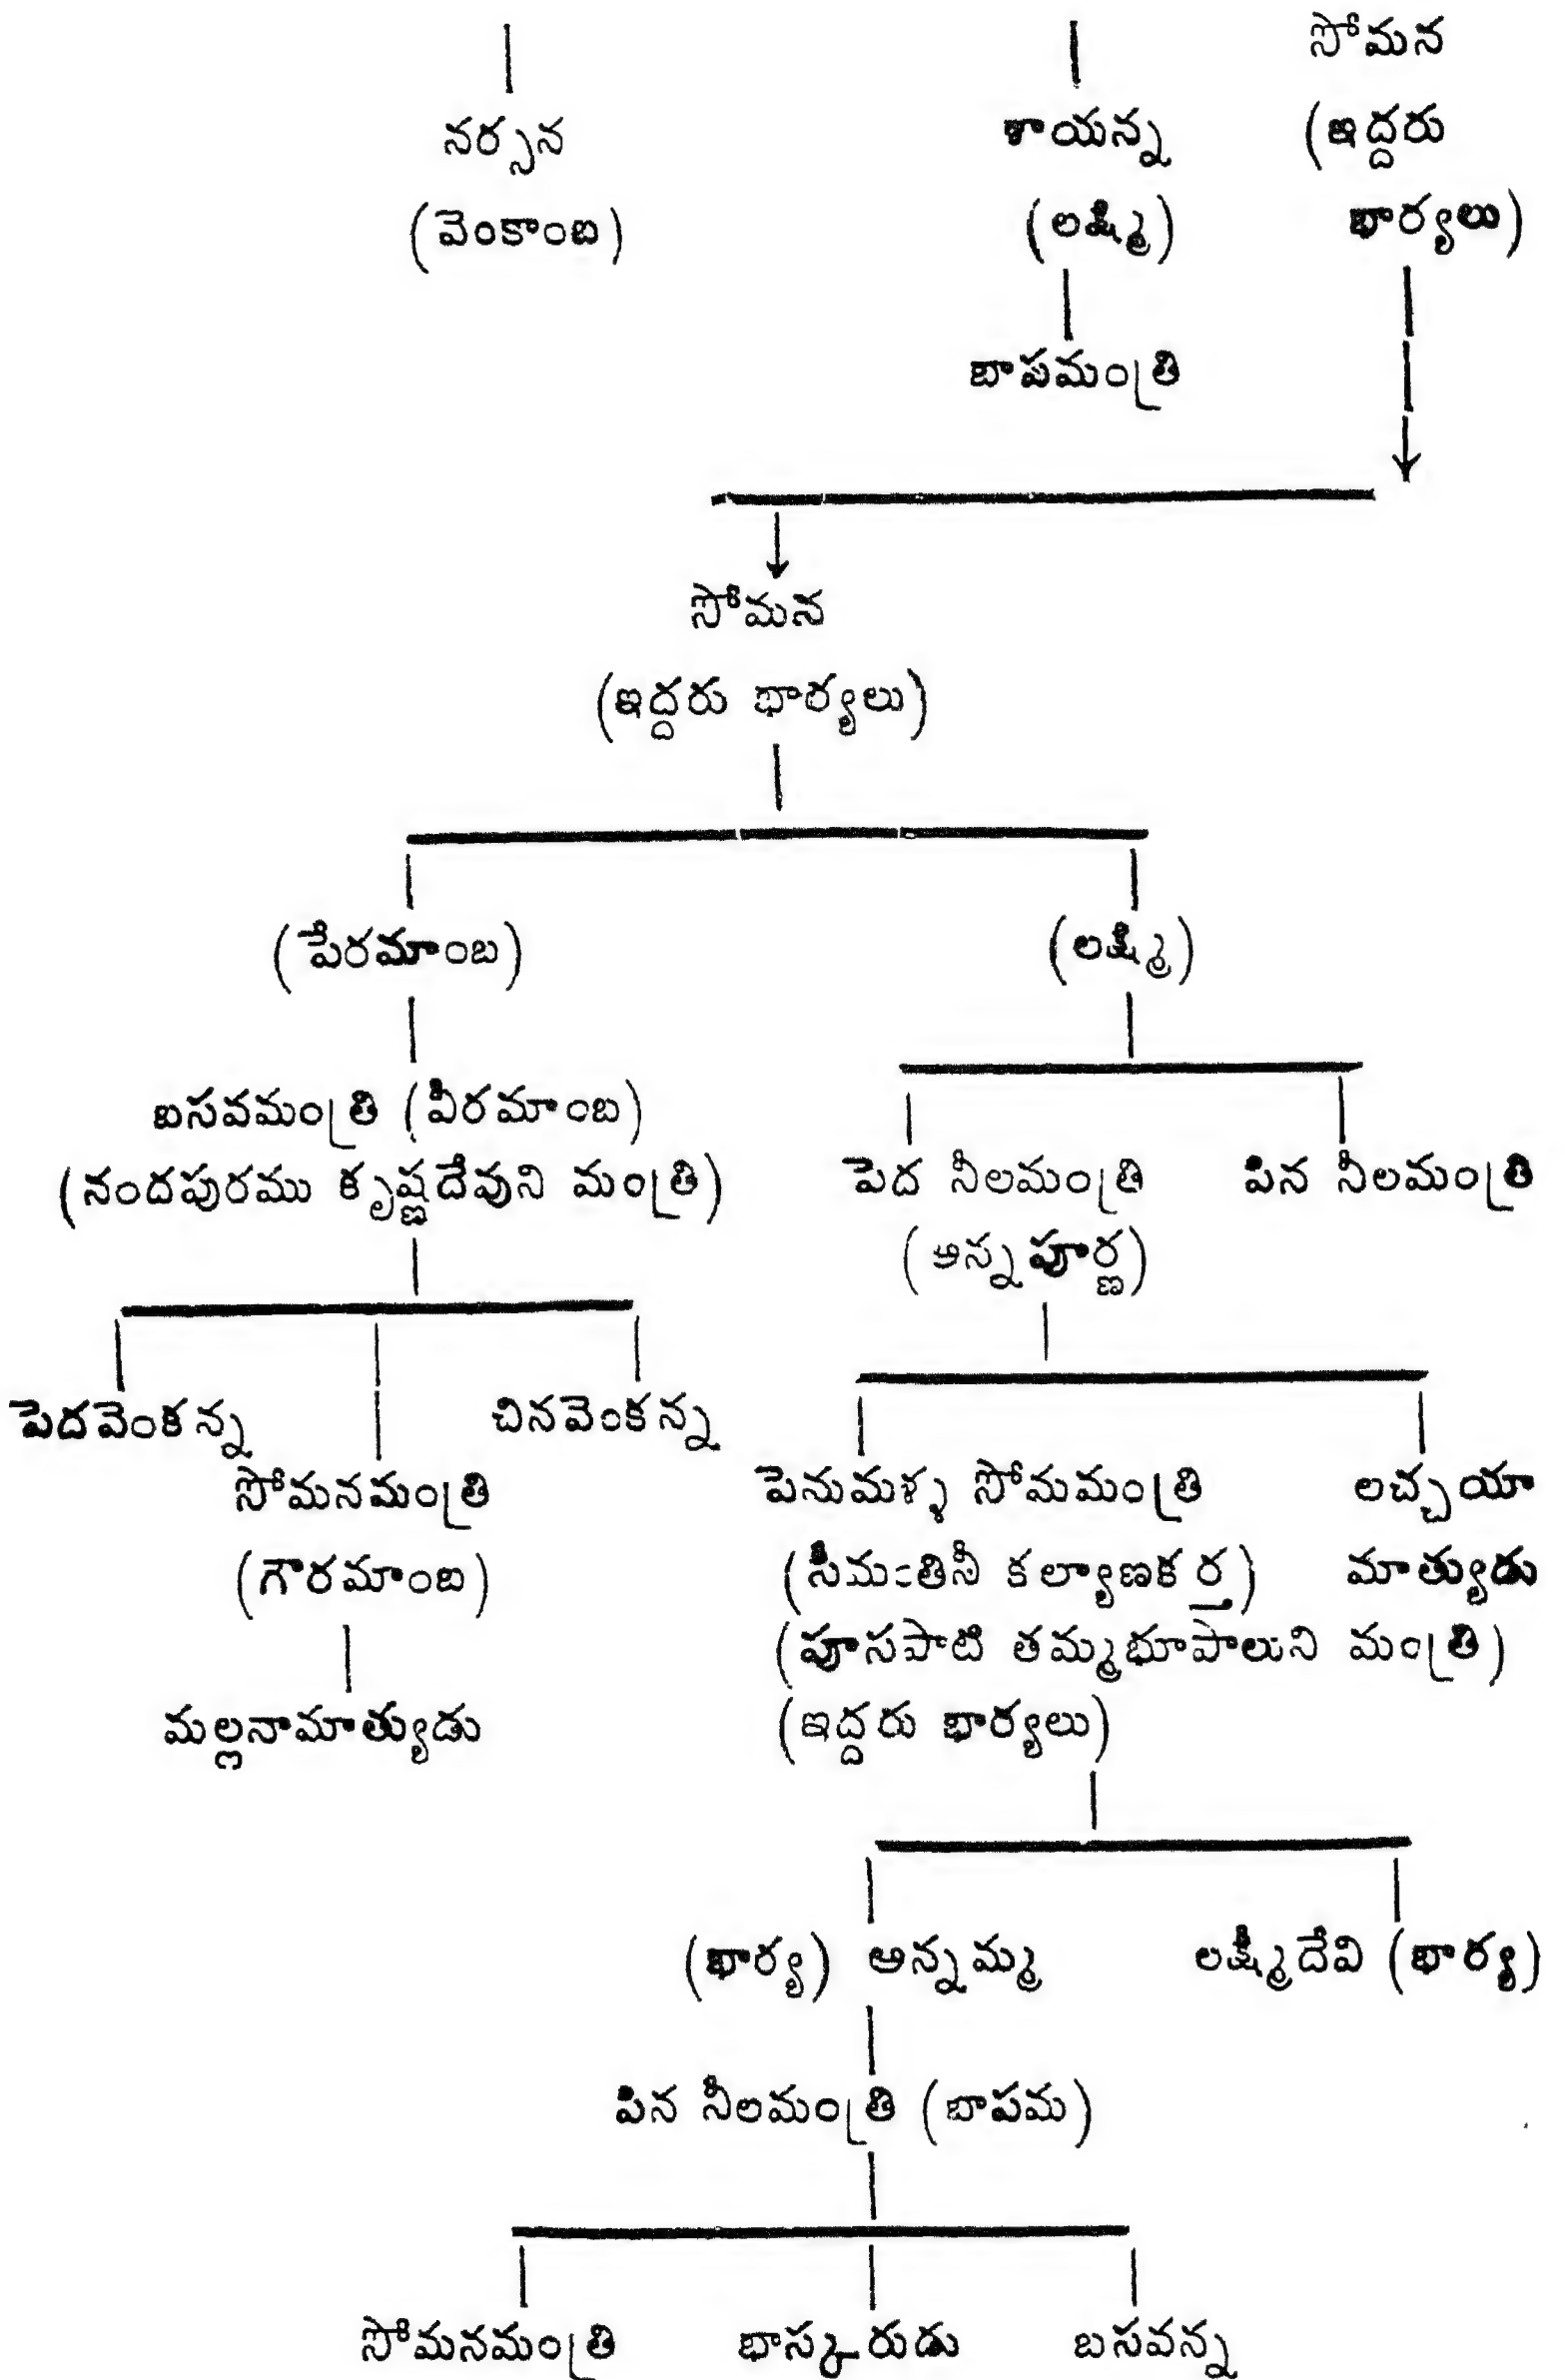 సోమన
నర్సన శాయన్న (ఇద్దరు
(వెంకాంబ) (లక్ష్మి) భార్యలు)
బాపమంత్రి
సోమన
(ఇద్దరు భార్యలు)
(పేరమాంబ) (లక్ష్మి)
బసవమంత్రి (వీరమాంబ)
(నందపురము కృష్ణదేవుని మంత్రి) పెద నీలమంత్రి పిన నీలమంత్రి
(అన్నపూర్ణ)
పెదవెంకన్న చినవెంకన్న
సోమనమంత్రి పెనుమళ్ళ సోమమంత్రి లచ్చయా
(గౌరమాంబ) (సీమంతినీ కల్యాణకర్త) మాత్యుడు
(పూసపాటి తమ్మభూపాలుని మంత్రి)
మల్లనామాత్యుడు (ఇద్దరు భార్యలు)
(భార్య) అన్నమ్మ లక్ష్మిదేవి (భార్య)
పిన నీలమంత్రి (బాపమ)
సోమనమంత్రి భాస్కరుడు బసవన్న